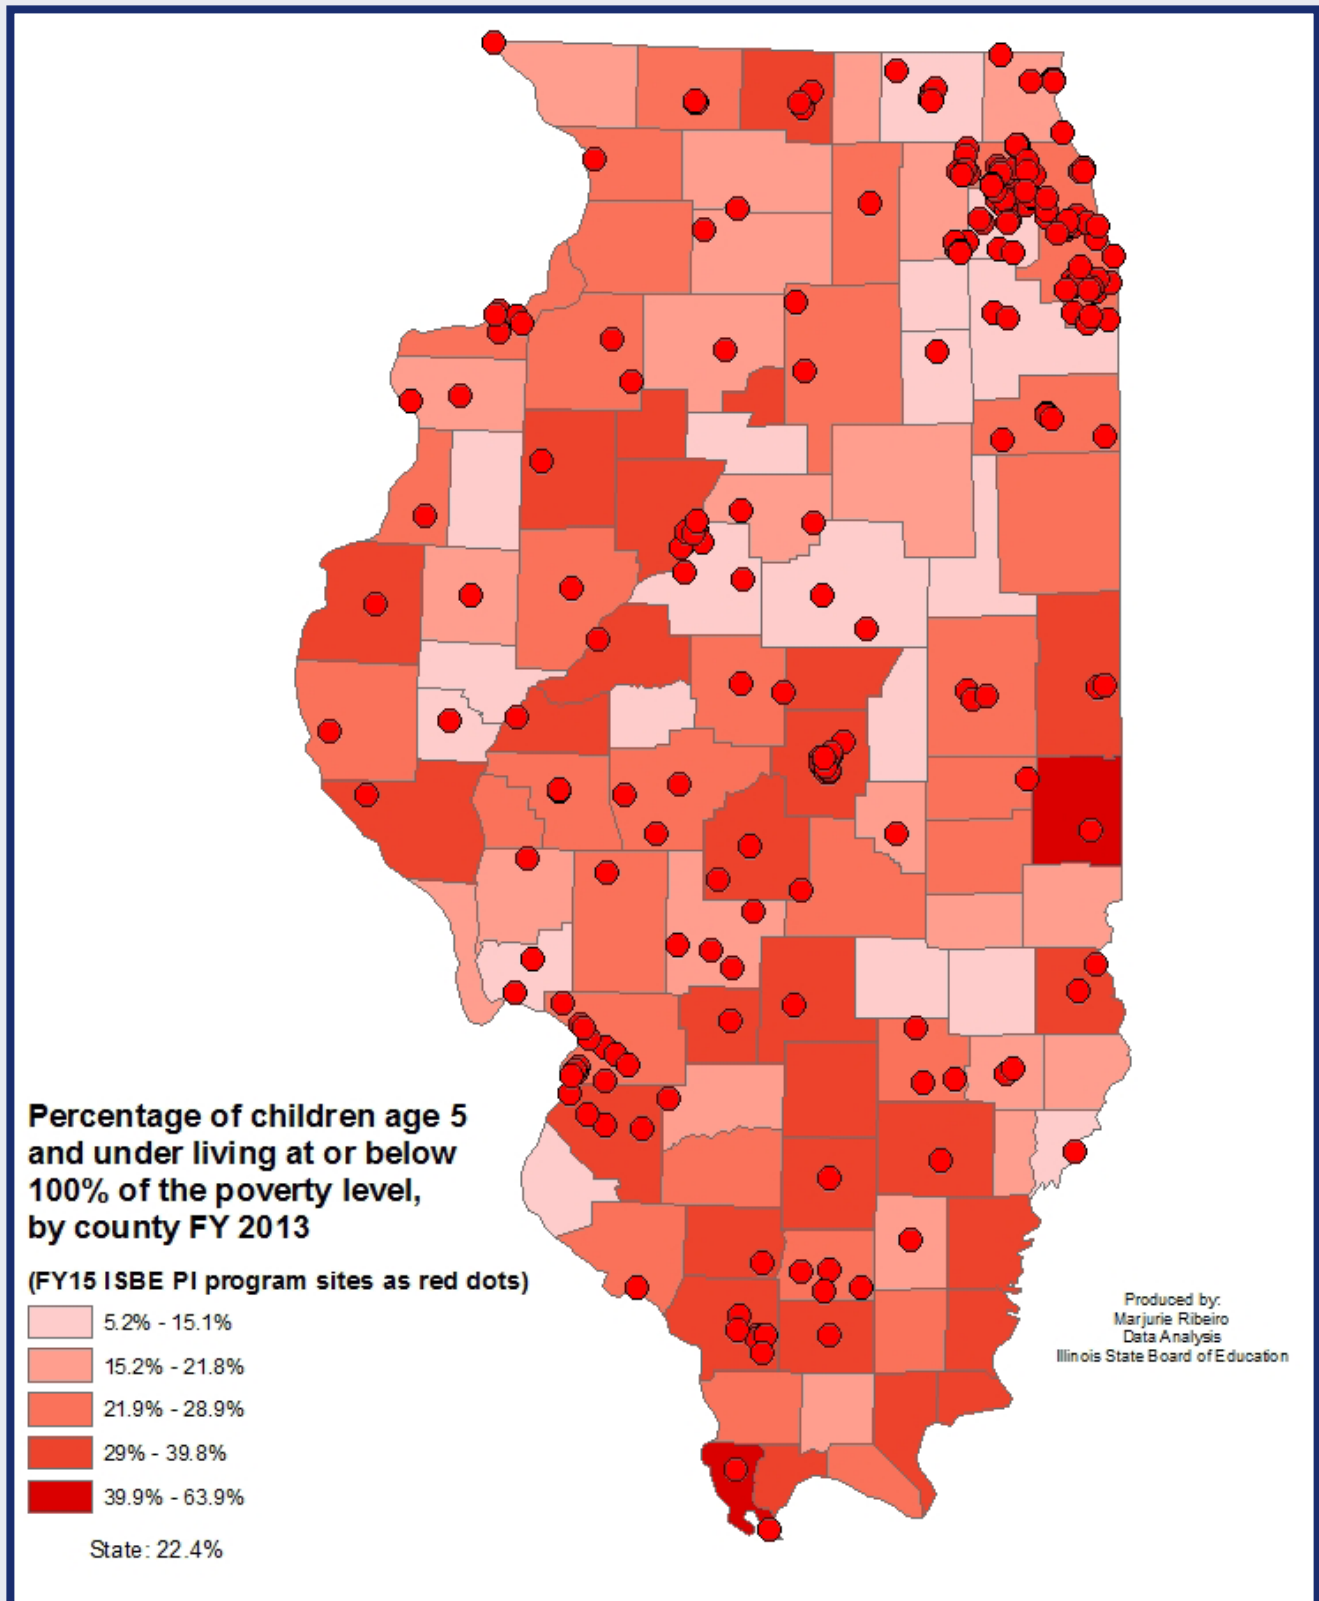 Percentage of children age 5
and under living at or below
100% of the poverty level,
by county FY 2013
(FY15 ISBE PI program sites as red dots)
5.2% - 15.1%
15.2% - 21.8%
21.9% - 28.9%
29% - 39.8%
39.9% - 63.9%
State: 22.4%
Produced by:
Marjurie Ribeiro
Data Analysis
Illinois State Board of Education